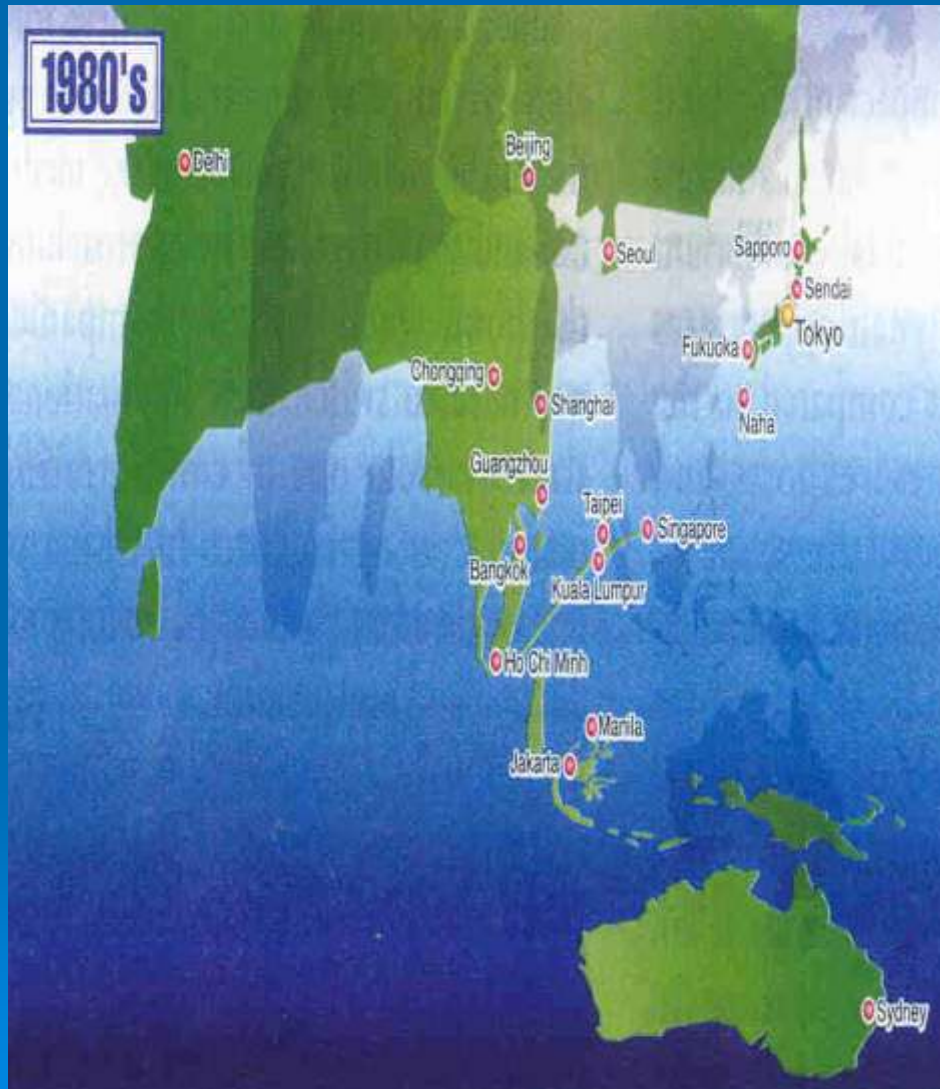 1980's
Delhi
Beijing
Seoul
Sapporo
Sendai
Tokyo
Fukuoka
Naha
Chongqing
Shanghai
Guangzhou
Taipei
Singapore
Bangkok
Kuala Lumpur
Ho Chi Minh
Manila
Jakarta
Sydney